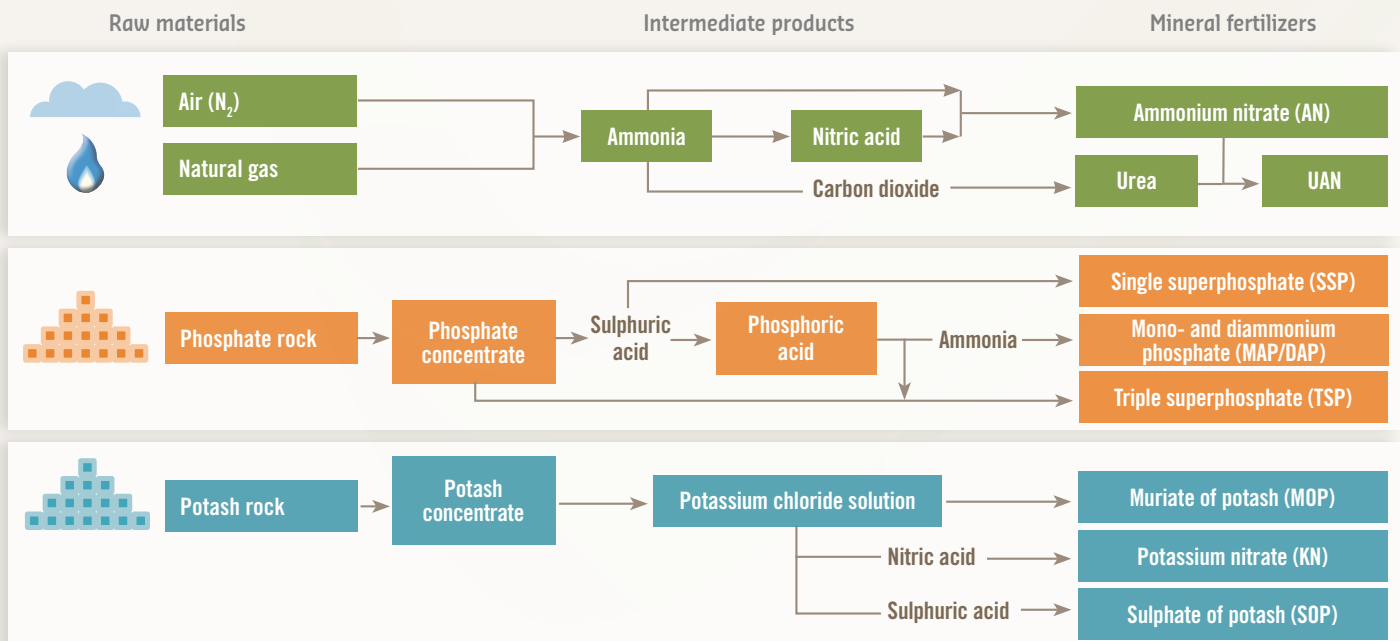 Raw materials
Intermediate products
Mineral fertilizers
Air (N₂)
Natural gas
Ammonia
Nitric acid
Carbon dioxide
Ammonium nitrate (AN)
Urea
UAN
Phosphate rock
Phosphate
concentrate
Sulphuric
acid
Phosphoric
acid
Ammonia
Single superphosphate (SSP)
Mono- and diammonium
phosphate (MAP/DAP)
Triple superphosphate (TSP)
Potash rock
Potash
concentrate
Potassium chloride solution
Nitric acid
Sulphuric acid
Muriate of potash (MOP)
Potassium nitrate (KN)
Sulphate of potash (SOP)